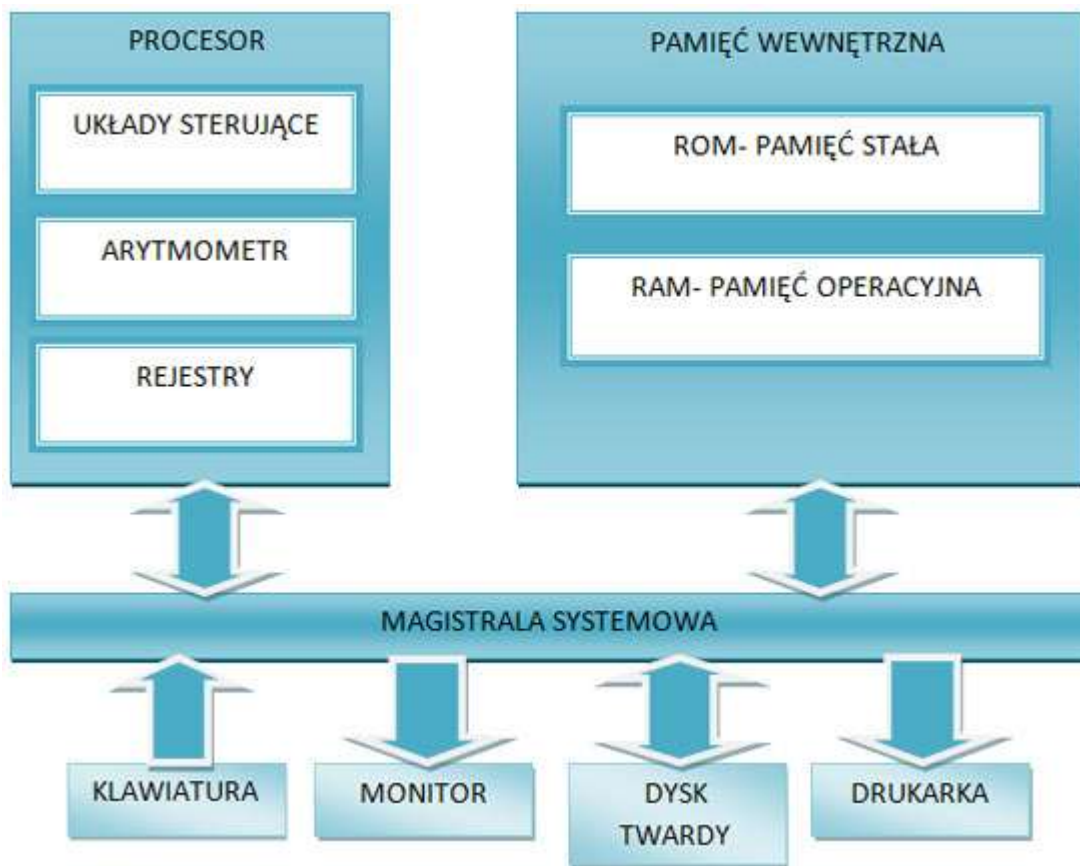 PROCESOR
UKŁADY STERUJĄCE
ARYTMOMETR
REJESTRY
PAMIĘĆ WEWNĘTRZNA
ROM- PAMIĘĆ STAŁA
RAM- PAMIĘĆ OPERACYJNA
MAGISTRALA SYSTEMOWA
KLAWIATURA
MONITOR
DYSK
TWARDY
DRUKARKA